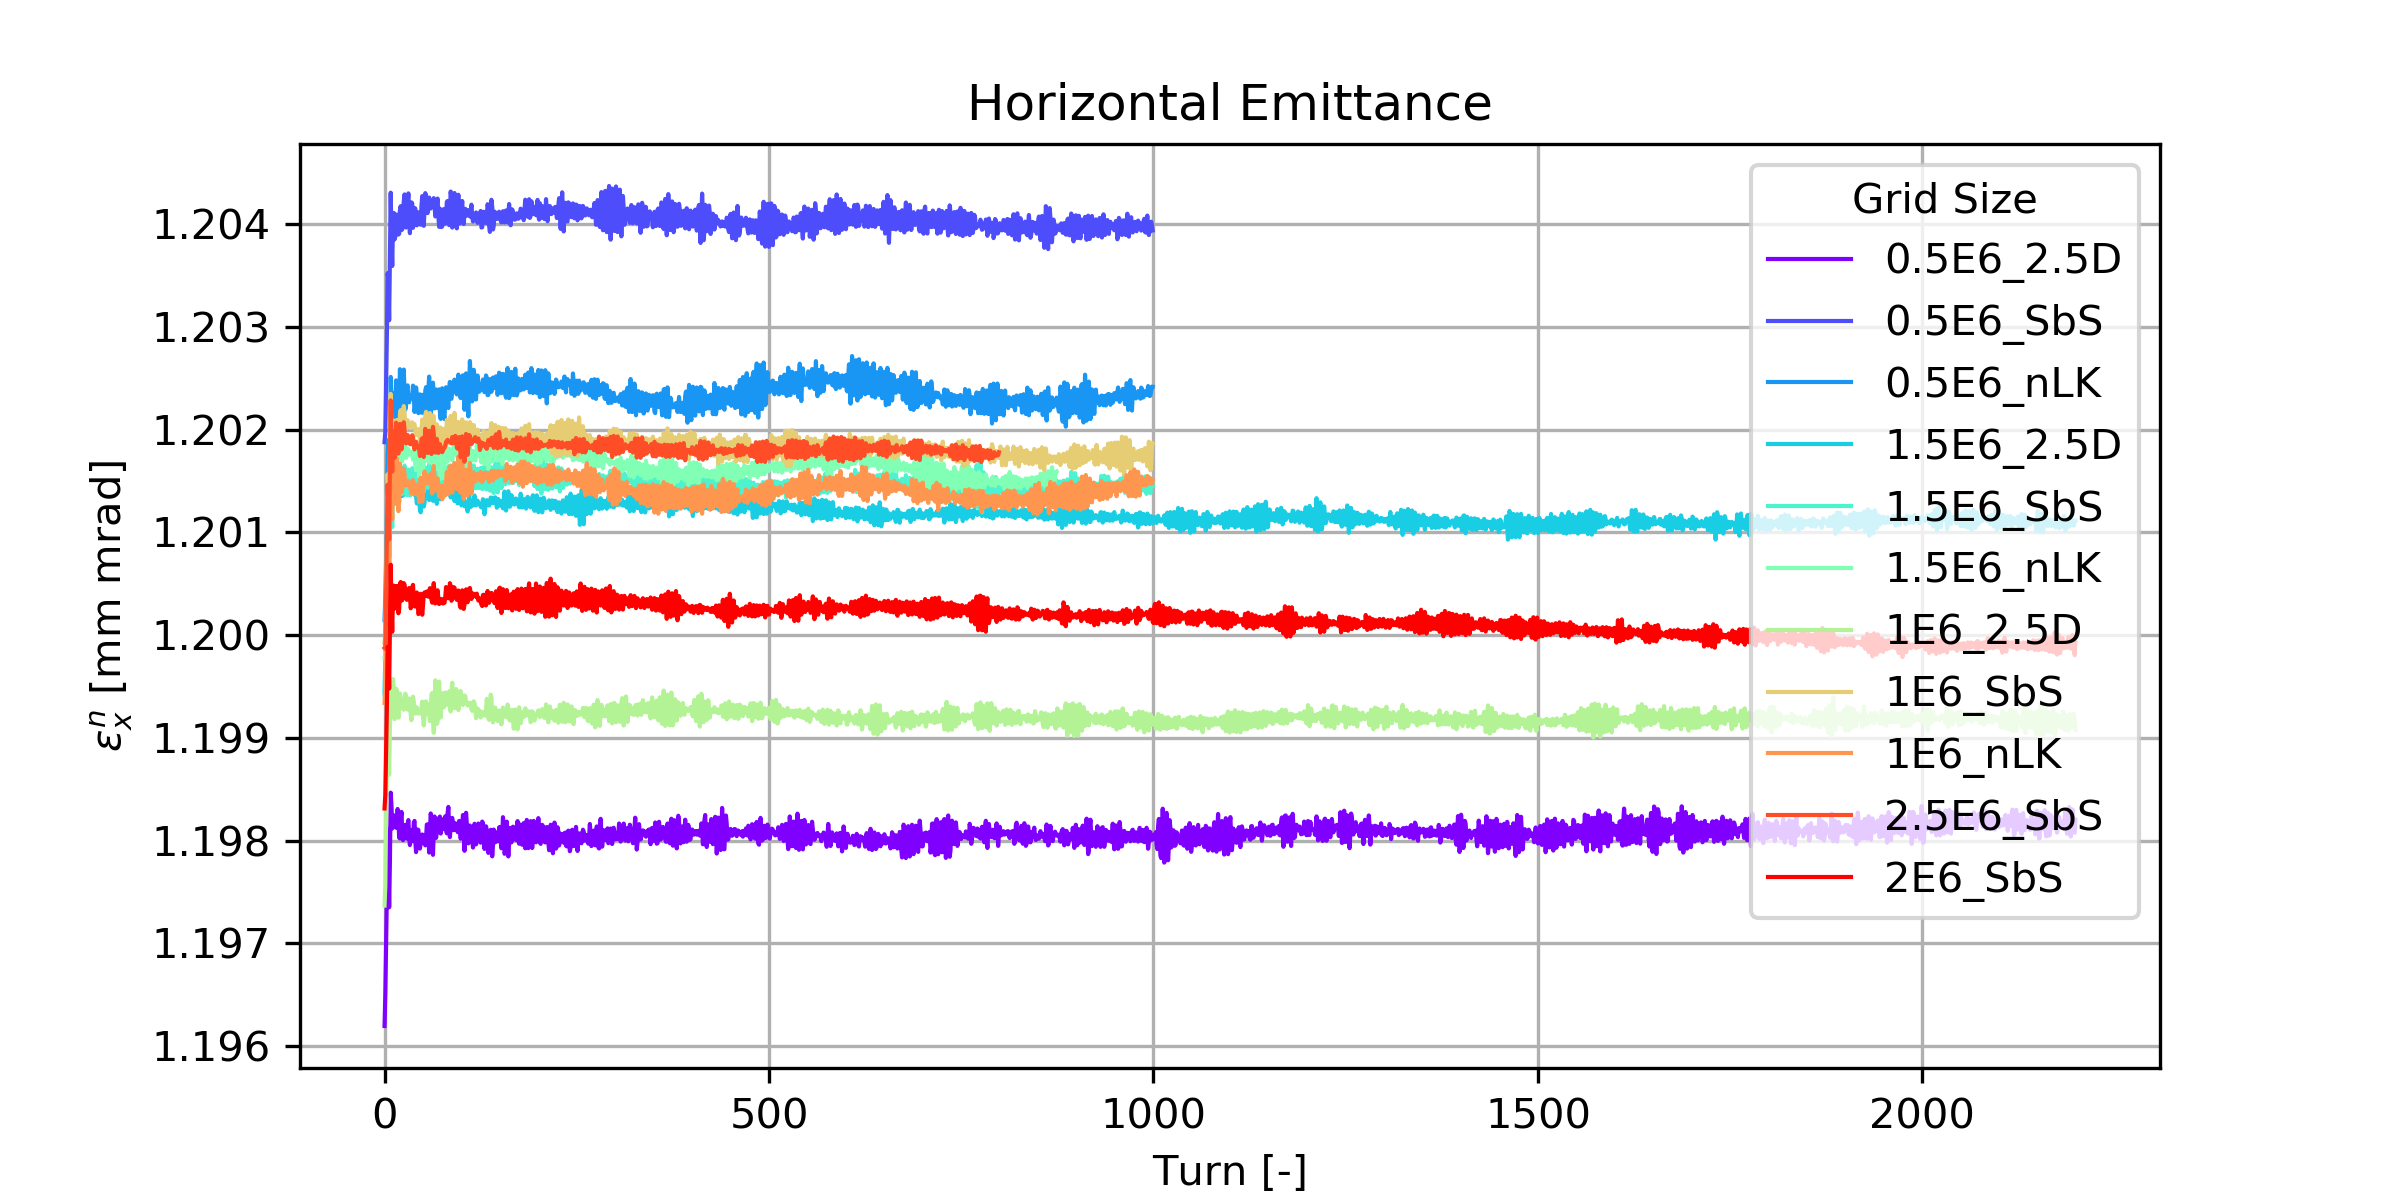 Horizontal Emittance
1.204
1.203
1.202
1.201
1.200
1.199
1.198
1.197
1.196
εₓⁿ [mm mrad]
0
500
1000
1500
2000
Turn [-]
Grid Size
0.5E6_2.5D
0.5E6_SbS
0.5E6_nLK
1.5E6_2.5D
1.5E6_SbS
1.5E6_nLK
1E6_2.5D
1E6_SbS
1E6_nLK
2.5E6_SbS
2E6_SbS